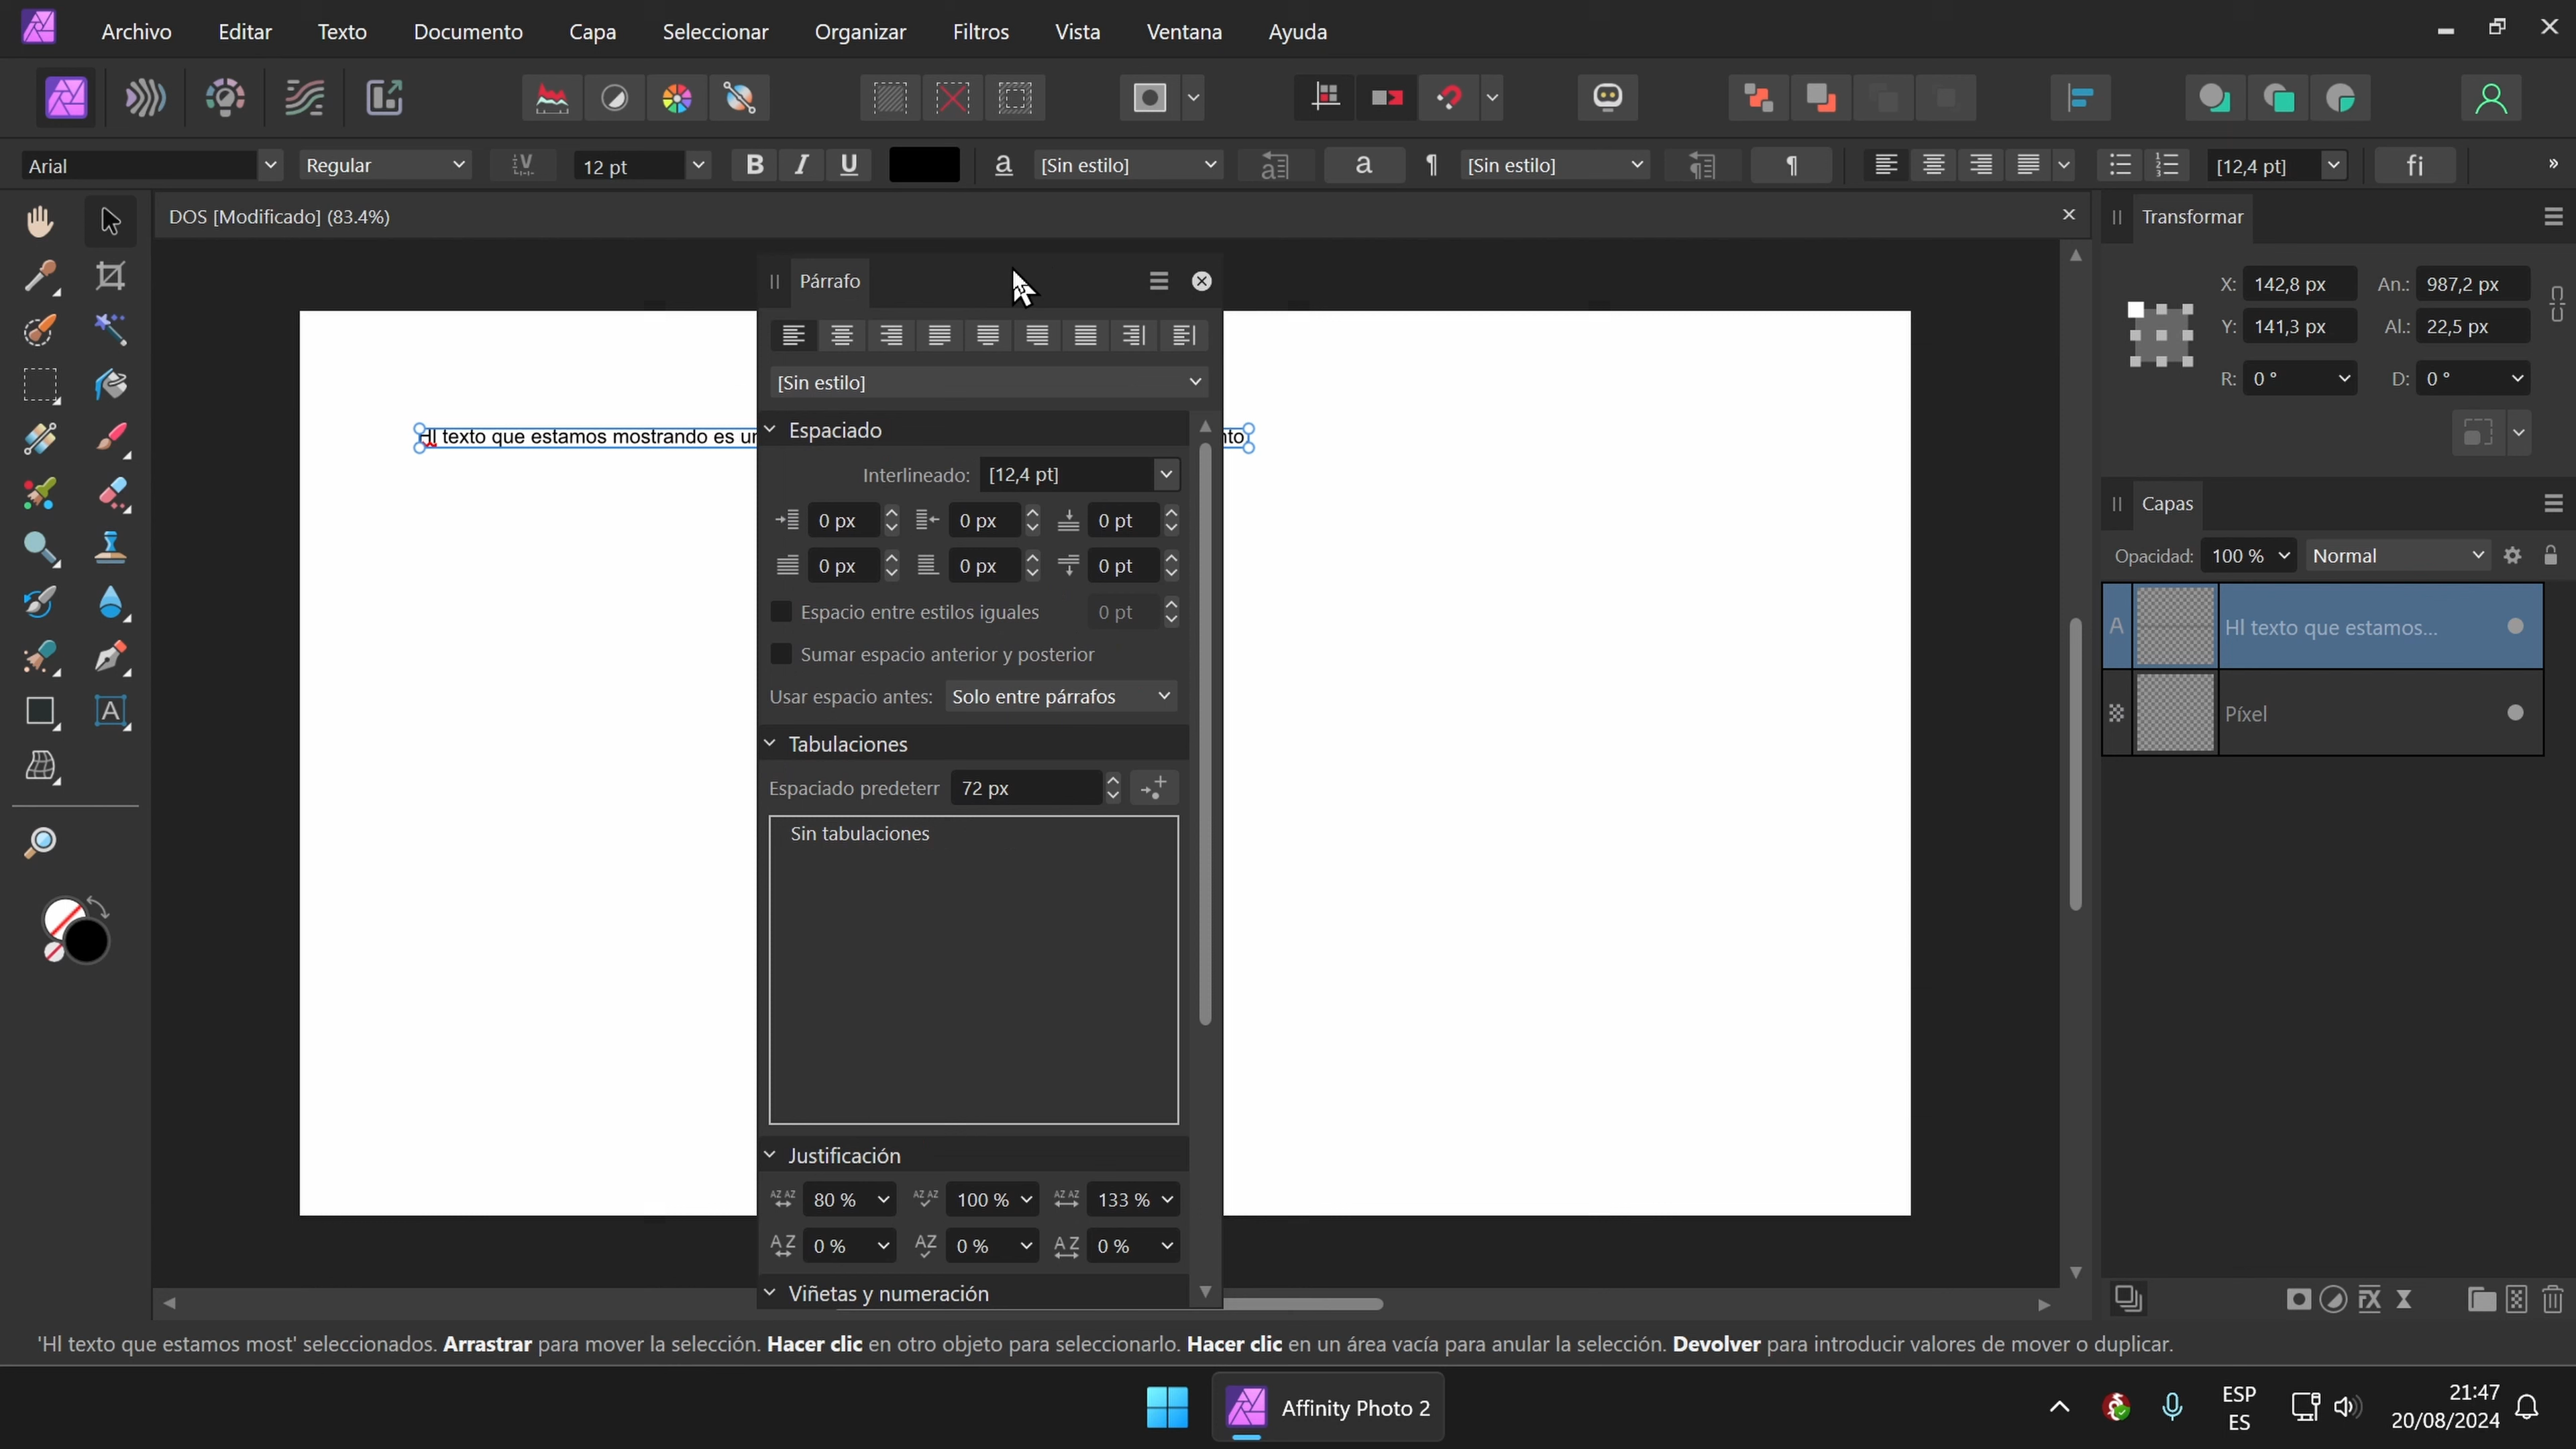 Archivo Editar Texto Documento Capa Seleccionar Organizar Filtros Vista Ventana Ayuda
Arial Regular 12 pt B I U a [Sin estilo] a ¶ [Sin estilo] ¶ [12,4 pt] fi »
DOS [Modificado] (83.4%)
Párrafo
[Sin estilo]
Espaciado
Interlineado: [12,4 pt]
0 px 0 px 0 pt
0 px 0 px 0 pt
Espacio entre estilos iguales 0 pt
Sumar espacio anterior y posterior
Usar espacio antes: Solo entre párrafos
Tabulaciones
Espaciado predeterr 72 px
Sin tabulaciones
Justificación
80 % 100 % 133 %
0 % 0 % 0 %
Viñetas y numeración
Hl texto que estamos mostrando es
Transformar
X: 142,8 px An.: 987,2 px
Y: 141,3 px Al.: 22,5 px
R: 0 ° D: 0 °
Capas
Opacidad: 100 % Normal
A Hl texto que estamos...
Píxel
'Hl texto que estamos most' seleccionados. Arrastrar para mover la selección. Hacer clic en otro objeto para seleccionarlo. Hacer clic en un área vacía para anular la selección. Devolver para introducir valores de mover o duplicar.
Affinity Photo 2
ESP
ES
21:47
20/08/2024